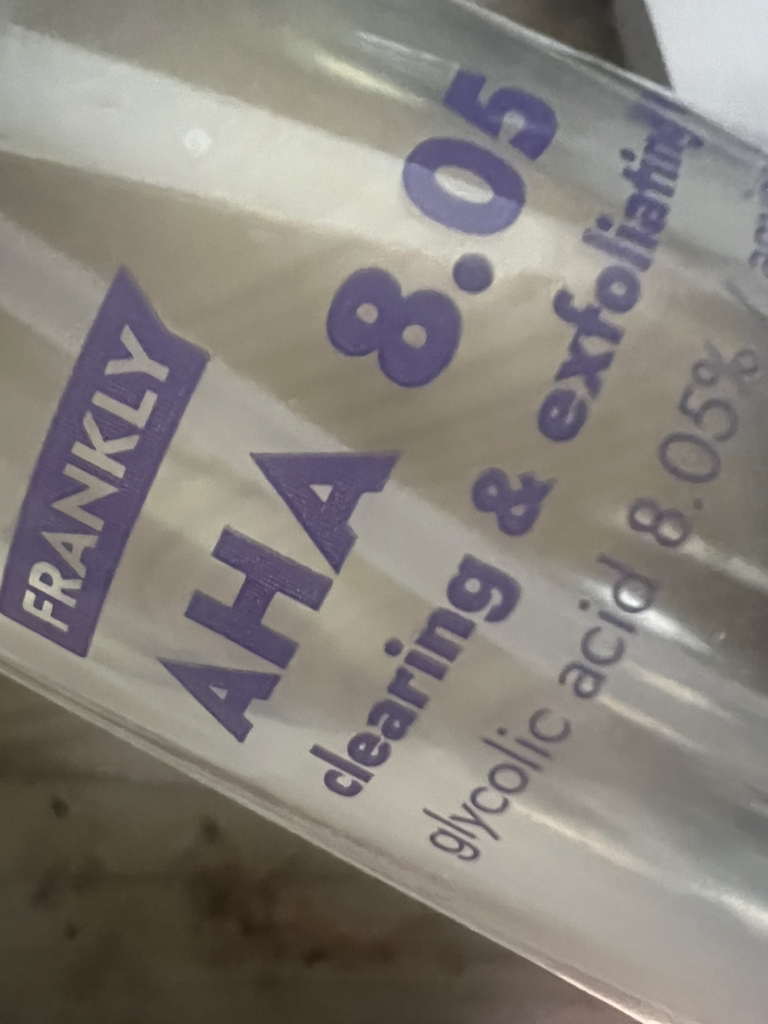 FRANKLY
AHA 8.05
clearing & exfoliating
glycolic acid 8.05% /